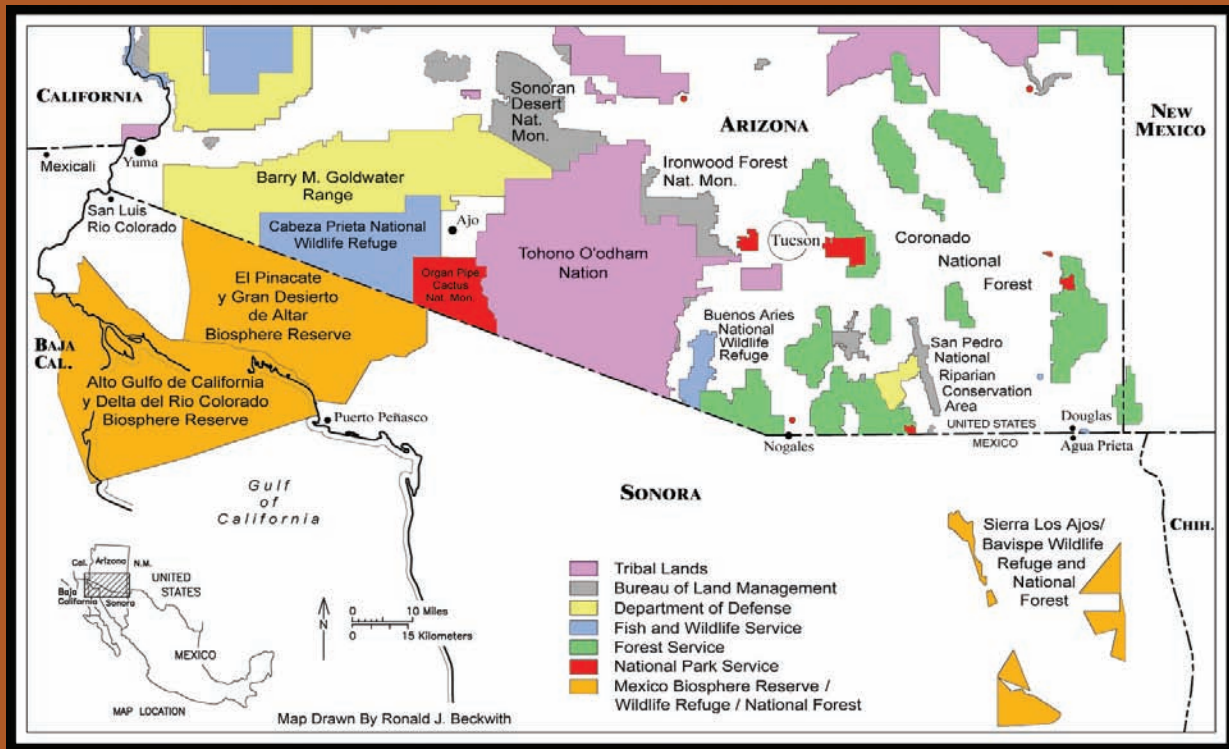 CALIFORNIA
Mexicali
Yuma
San Luis
Rio Colorado
Barry M. Goldwater
Range
Cabeza Prieta National
Wildlife Refuge
Ajo
Organ Pipe
Cactus
Nat. Mon.
Sonoran
Desert
Nat.
Mon.
ARIZONA
NEW
MEXICO
Ironwood Forest
Nat. Mon.
Tohono O'odham
Nation
Tucson
Coronado
National
Forest
Buenos Aries
National
Wildlife
Refuge
San Pedro
National
Riparian
Conservation
Area
Douglas
UNITED STATES
MEXICO
Nogales
Agua Prieta
El Pinacate
y Gran Desierto
de Altar
Biosphere Reserve
BAJA
CAL.
Alto Gulfo de California
y Delta del Rio Colorado
Biosphere Reserve
Puerto Peñasco
Gulf
of
California
SONORA
CHIH.
Sierra Los Ajos/
Bavispe Wildlife
Refuge and
National
Forest
Cal.
Arizona
N.M.
UNITED
STATES
Baja
California
Sonora
MEXICO
MAP LOCATION
N
0 10 Miles
0 15 Kilometers
Map Drawn By Ronald J. Beckwith
Tribal Lands
Bureau of Land Management
Department of Defense
Fish and Wildlife Service
Forest Service
National Park Service
Mexico Biosphere Reserve /
Wildlife Refuge / National Forest